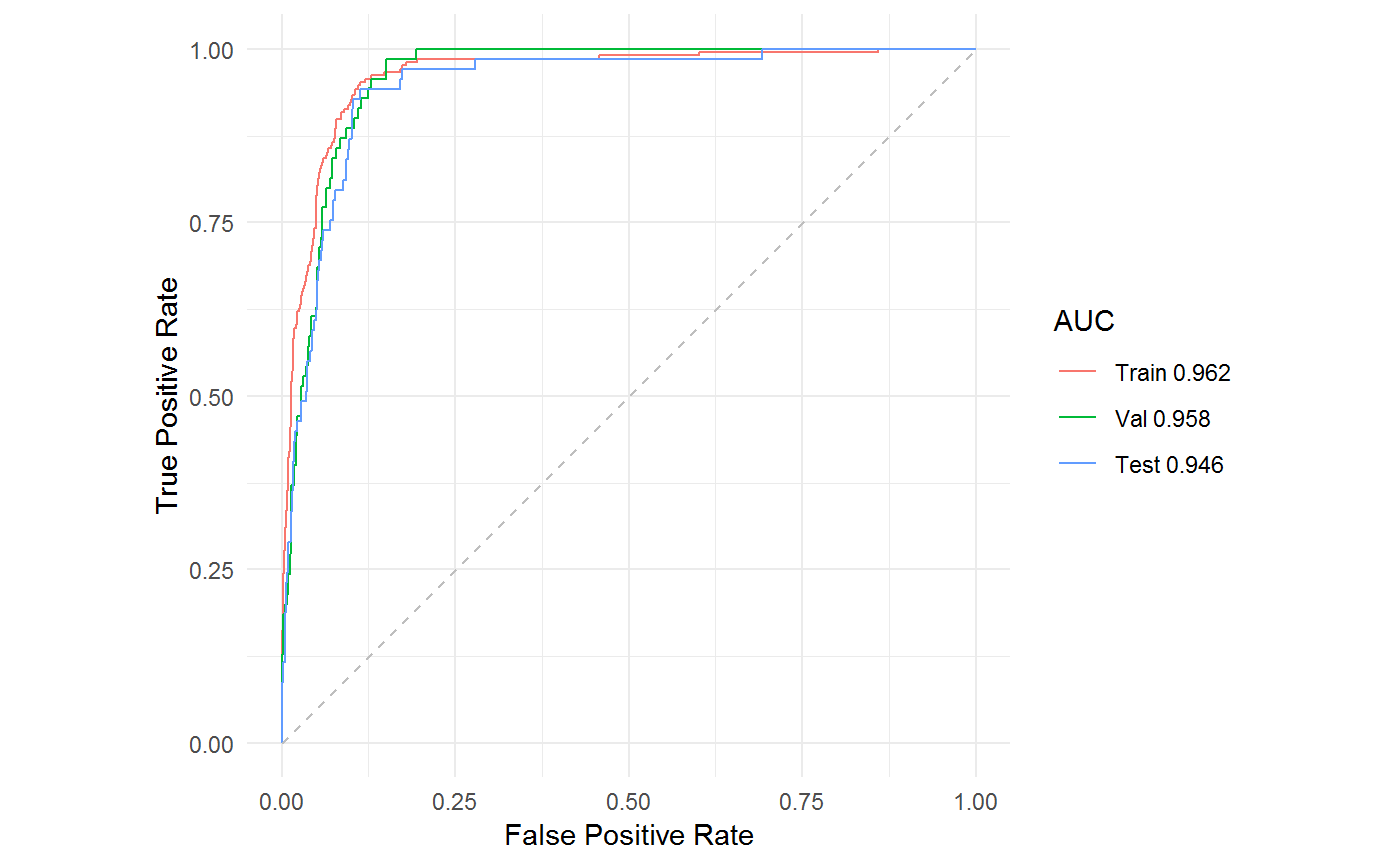 1.00
0.75
0.50
0.25
0.00
True Positive Rate
0.00 0.25 0.50 0.75 1.00
False Positive Rate
AUC
Train 0.962
Val 0.958
Test 0.946